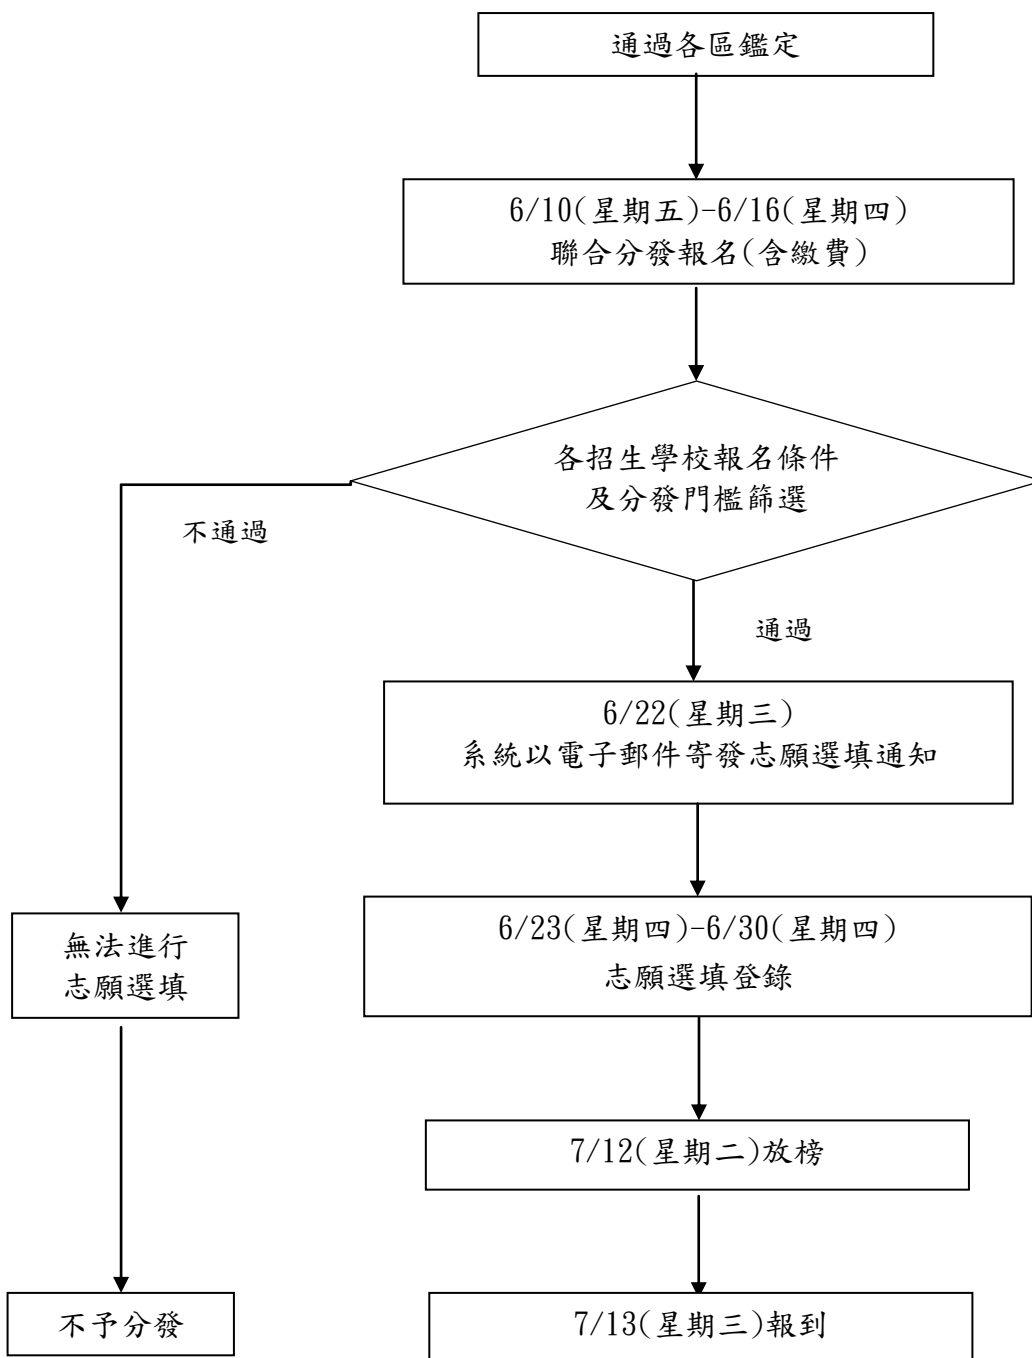 通過各區鑑定
6/10(星期五)-6/16(星期四)
聯合分發報名(含繳費)
各招生學校報名條件
及分發門檻篩選
不通過
通過
6/22(星期三)
系統以電子郵件寄發志願選填通知
6/23(星期四)-6/30(星期四)
志願選填登錄
無法進行
志願選填
7/12(星期二)放榜
不予分發
7/13(星期三)報到